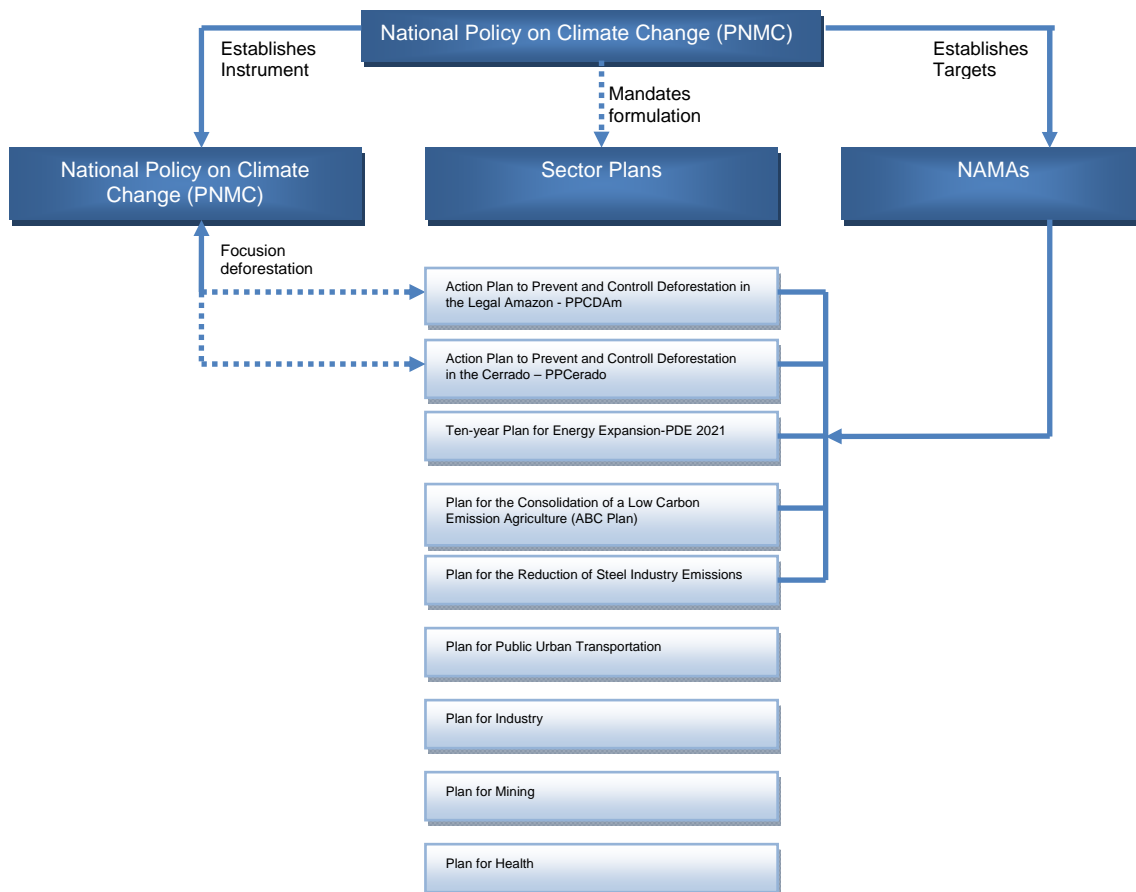 National Policy on Climate Change (PNMC)
Establishes
Instrument
Mandates
formulation
Establishes
Targets
National Policy on Climate
Change (PNMC)
Sector Plans
NAMAs
Focusion
deforestation
Action Plan to Prevent and Controll Deforestation in
the Legal Amazon - PPCDAm
Action Plan to Prevent and Controll Deforestation
in the Cerrado – PPCerado
Ten-year Plan for Energy Expansion-PDE 2021
Plan for the Consolidation of a Low Carbon
Emission Agriculture (ABC Plan)
Plan for the Reduction of Steel Industry Emissions
Plan for Public Urban Transportation
Plan for Industry
Plan for Mining
Plan for Health